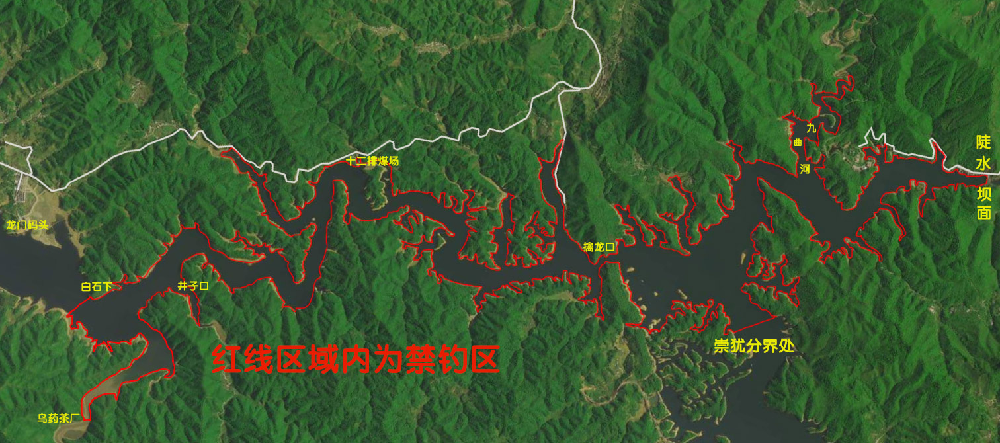 九
曲
河
陡
水
坝
面
十二排煤场
龙门码头
擒龙口
白石下
井子口
崇犹分界处
红线区域内为禁钓区
乌药茶厂